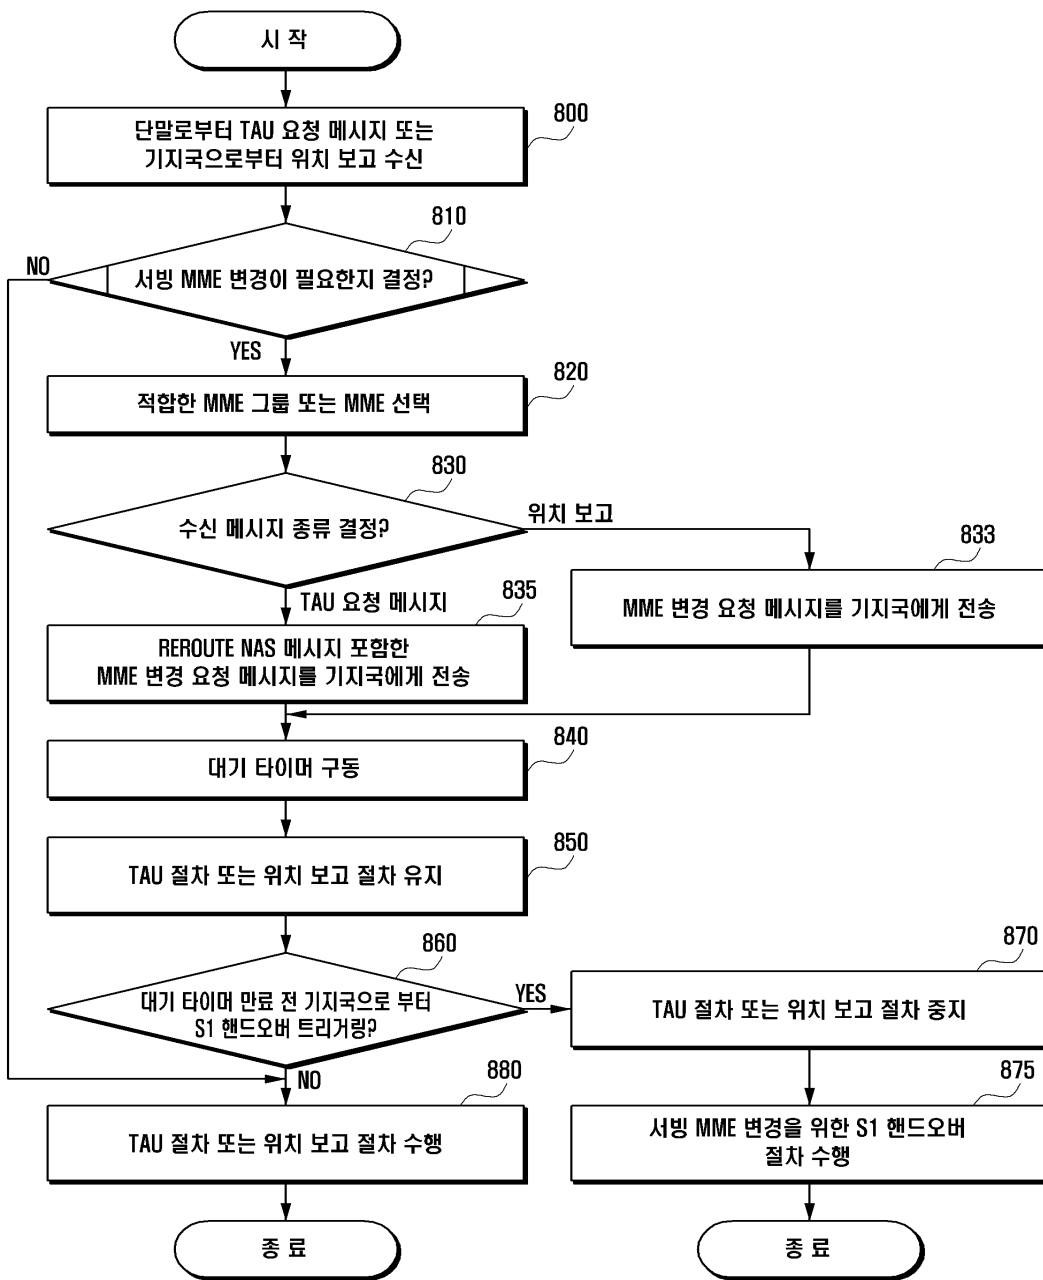 시 작
800
단말로부터 TAU 요청 메시지 또는
기지국으로부터 위치 보고 수신
810
NO
서빙 MME 변경이 필요한지 결정?
YES
820
적합한 MME 그룹 또는 MME 선택
830
수신 메시지 종류 결정?
위치 보고
833
MME 변경 요청 메시지를 기지국에게 전송
TAU 요청 메시지
835
REROUTE NAS 메시지 포함한
MME 변경 요청 메시지를 기지국에게 전송
840
대기 타이머 구동
850
TAU 절차 또는 위치 보고 절차 유지
860
대기 타이머 만료 전 기지국으로 부터
S1 핸드오버 트리거링?
YES
870
TAU 절차 또는 위치 보고 절차 중지
NO
880
TAU 절차 또는 위치 보고 절차 수행
875
서빙 MME 변경을 위한 S1 핸드오버
절차 수행
종 료
종 료